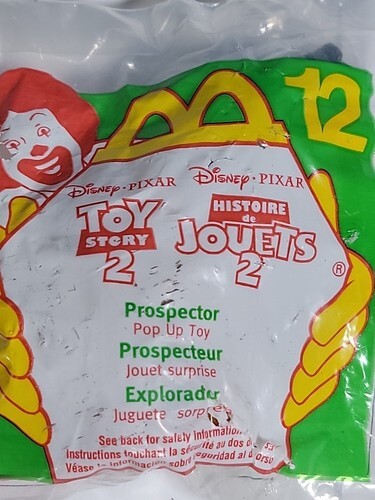 12
Disney · PIXAR
TOY
STORY
2
Disney · PIXAR
HISTOIRE
de
JOUETS
2
®
Prospector
Pop Up Toy
Prospecteur
Jouet surprise
Explorador
Juguete sorpresa
See back for safety information
Instructions touchant la sécurité au dos
Véase la información sobre seguridad al dorso